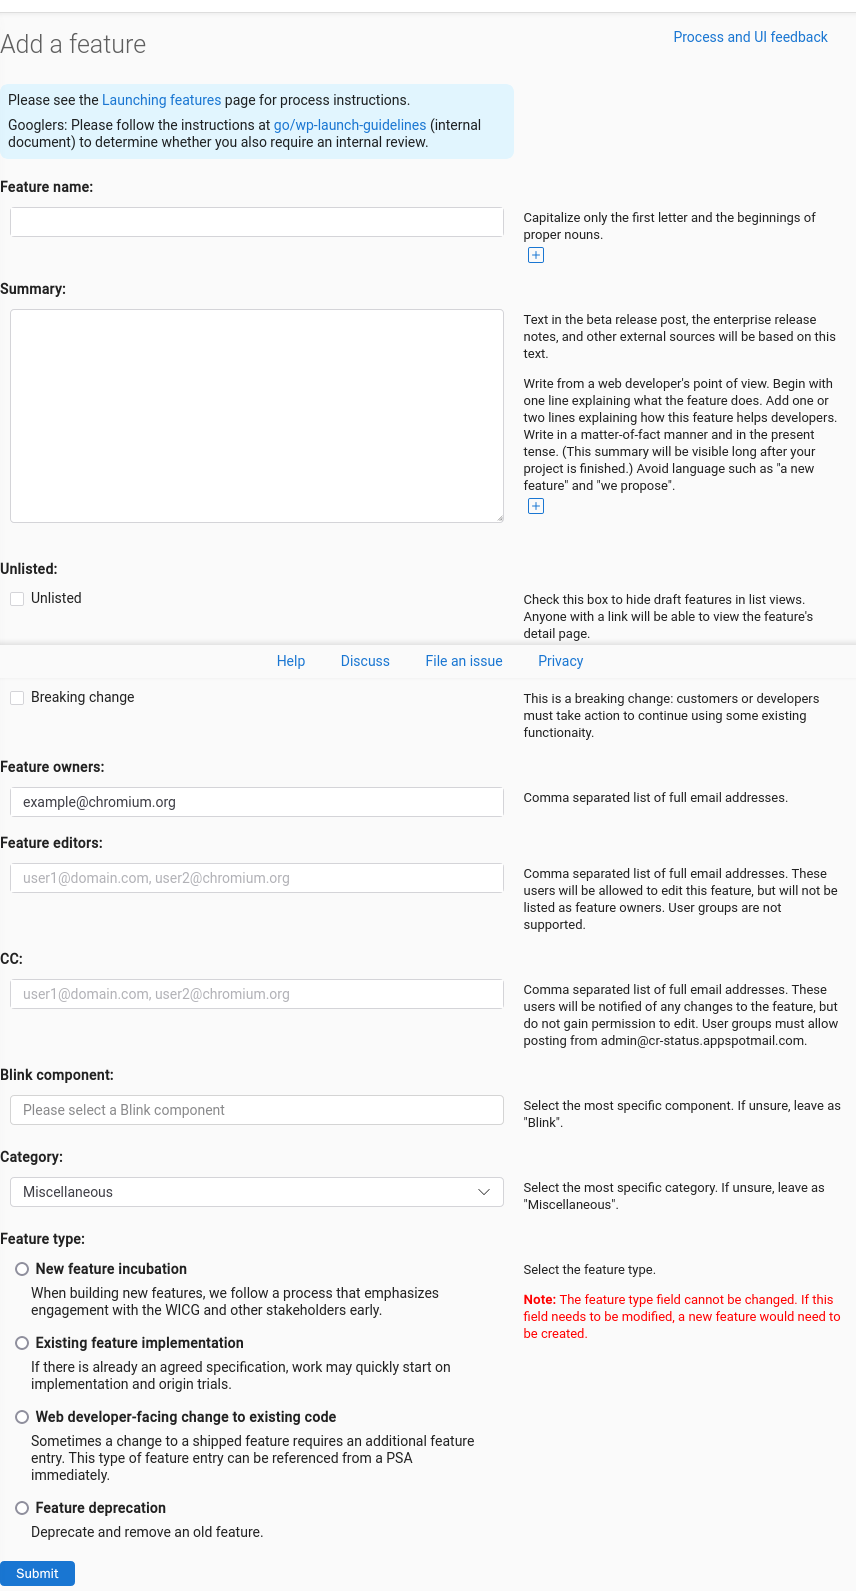 Add a feature
Process and UI feedback
Please see the Launching features page for process instructions.
Googlers: Please follow the instructions at go/wp-launch-guidelines (internal
document) to determine whether you also require an internal review.
Feature name:
Capitalize only the first letter and the beginnings of
proper nouns.
Summary:
Text in the beta release post, the enterprise release
notes, and other external sources will be based on this
text.
Write from a web developer's point of view. Begin with
one line explaining what the feature does. Add one or
two lines explaining how this feature helps developers.
Write in a matter-of-fact manner and in the present
tense. (This summary will be visible long after your
project is finished.) Avoid language such as "a new
feature" and "we propose".
Unlisted:
Unlisted
Check this box to hide draft features in list views.
Anyone with a link will be able to view the feature's
detail page.
Help Discuss File an issue Privacy
Breaking change
This is a breaking change: customers or developers
must take action to continue using some existing
functionaity.
Feature owners:
example@chromium.org
Comma separated list of full email addresses.
Feature editors:
user1@domain.com, user2@chromium.org
Comma separated list of full email addresses. These
users will be allowed to edit this feature, but will not be
listed as feature owners. User groups are not
supported.
CC:
user1@domain.com, user2@chromium.org
Comma separated list of full email addresses. These
users will be notified of any changes to the feature, but
do not gain permission to edit. User groups must allow
posting from admin@cr-status.appspotmail.com.
Blink component:
Please select a Blink component
Select the most specific component. If unsure, leave as
"Blink".
Category:
Miscellaneous
Select the most specific category. If unsure, leave as
"Miscellaneous".
Feature type:
New feature incubation
When building new features, we follow a process that emphasizes
engagement with the WICG and other stakeholders early.
Existing feature implementation
If there is already an agreed specification, work may quickly start on
implementation and origin trials.
Web developer-facing change to existing code
Sometimes a change to a shipped feature requires an additional feature
entry. This type of feature entry can be referenced from a PSA
immediately.
Feature deprecation
Deprecate and remove an old feature.
Select the feature type.
Note: The feature type field cannot be changed. If this
field needs to be modified, a new feature would need to
be created.
Submit